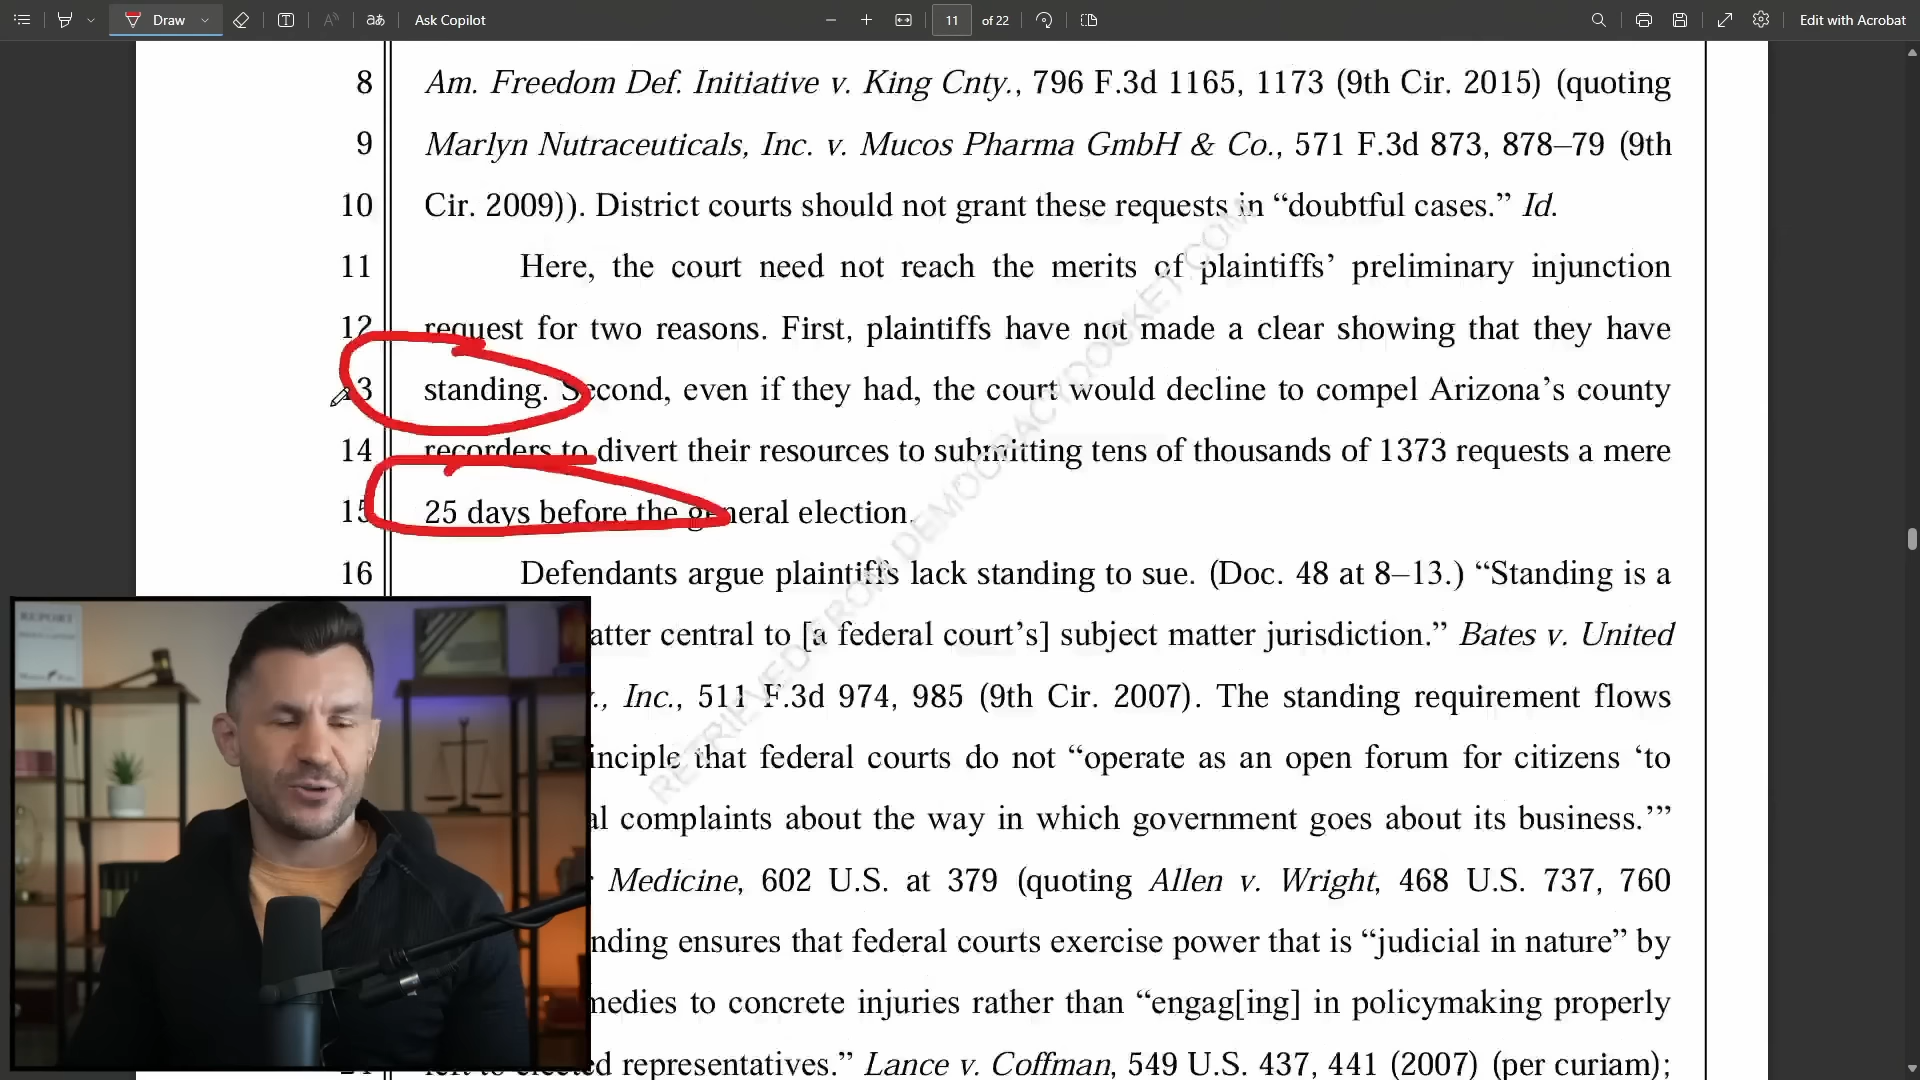 Draw
Ask Copilot
11 of 22
Edit with Acrobat
8 Am. Freedom Def. Initiative v. King Cnty., 796 F.3d 1165, 1173 (9th Cir. 2015) (quoting
9 Marlyn Nutraceuticals, Inc. v. Mucos Pharma GmbH & Co., 571 F.3d 873, 878–79 (9th
10 Cir. 2009)). District courts should not grant these requests in “doubtful cases.” Id.
11 Here, the court need not reach the merits of plaintiffs’ preliminary injunction
12 request for two reasons. First, plaintiffs have not made a clear showing that they have
13 standing. Second, even if they had, the court would decline to compel Arizona’s county
14 recorders to divert their resources to submitting tens of thousands of 1373 requests a mere
15 25 days before the general election.
16 Defendants argue plaintiffs lack standing to sue. (Doc. 48 at 8–13.) “Standing is a
atter central to [a federal court’s] subject matter jurisdiction.” Bates v. United
., Inc., 511 F.3d 974, 985 (9th Cir. 2007). The standing requirement flows
inciple that federal courts do not “operate as an open forum for citizens ‘to
al complaints about the way in which government goes about its business.’”
Medicine, 602 U.S. at 379 (quoting Allen v. Wright, 468 U.S. 737, 760
nding ensures that federal courts exercise power that is “judicial in nature” by
medies to concrete injuries rather than “engag[ing] in policymaking properly
representatives.” Lance v. Coffman, 549 U.S. 437, 441 (2007) (per curiam);
RETRIEVED FROM DEMOCRACYDOCKET.COM
REPORT